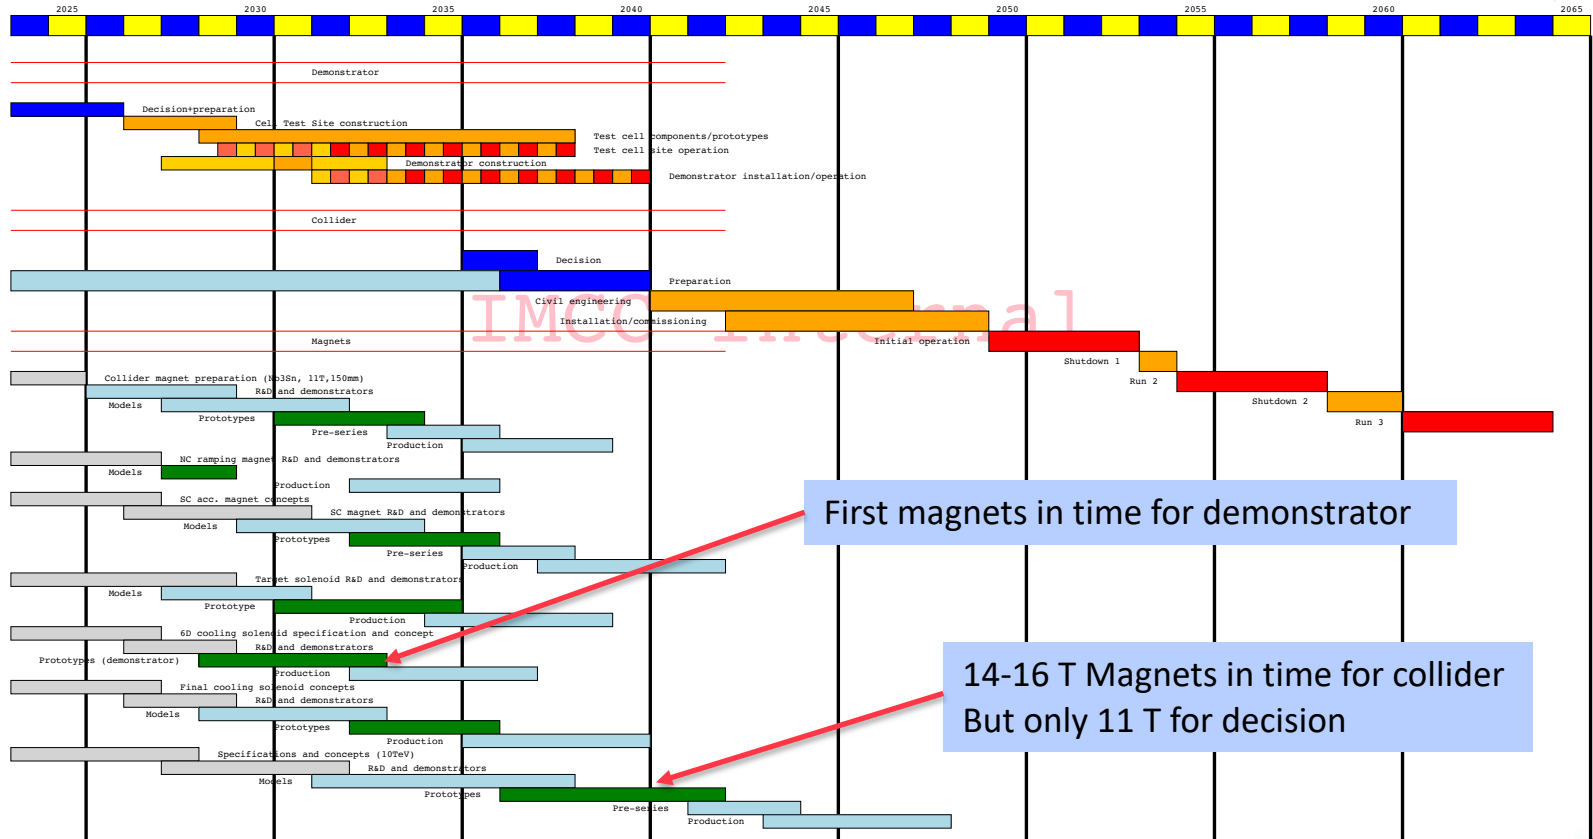 2025 2030 2035 2040 2045 2050 2055 2060 2065
Demonstrator
Decision+preparation
Cell Test Site construction
Test cell components/prototypes
Test cell site operation
Demonstrator construction
Demonstrator installation/operation
Collider
Decision
Preparation
Civil engineering
IMCC Internal
Installation/commissioning
Magnets
Initial operation
Shutdown 1
Collider magnet preparation (Nb3Sn, 11T,150mm)
Run 2
R&D and demonstrators
Models
Shutdown 2
Prototypes
Run 3
Pre-series
Production
NC ramping magnet R&D and demonstrators
Models
Production
SC acc. magnet concepts
First magnets in time for demonstrator
SC magnet R&D and demonstrators
Models
Prototypes
Pre-series
Production
Target solenoid R&D and demonstrators
Models
Prototype
Production
6D cooling solenoid specification and concept
R&D and demonstrators
Prototypes (demonstrator)
Production
14-16 T Magnets in time for collider
But only 11 T for decision
Final cooling solenoid concepts
R&D and demonstrators
Models
Prototypes
Production
Specifications and concepts (10TeV)
R&D and demonstrators
Models
Prototypes
Pre-series
Production